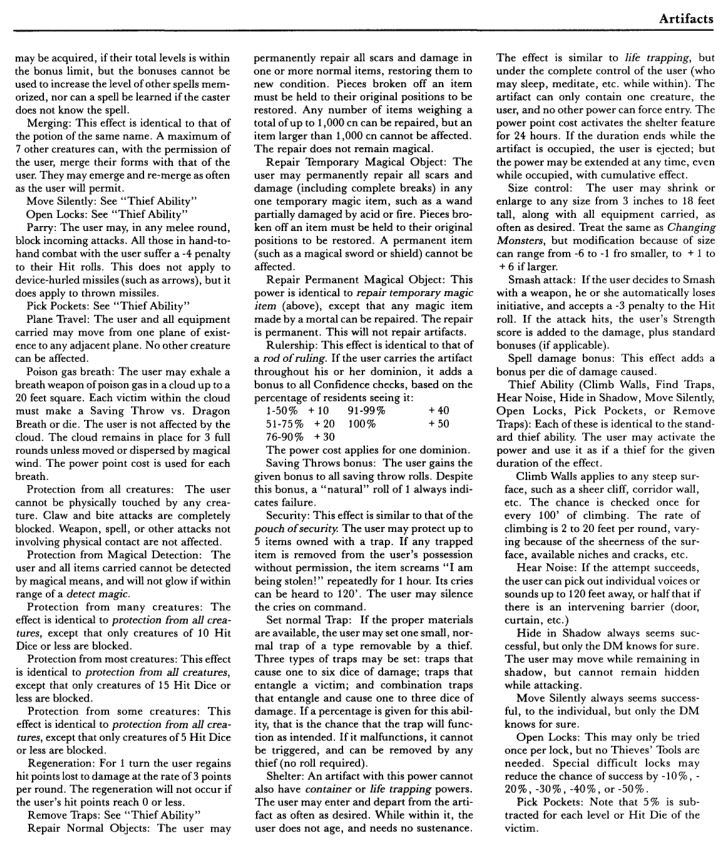 Artifacts
may be acquired, if their total levels is within
the bonus limit, but the bonuses cannot be
used to increase the level of other spells mem-
orized, nor can a spell be learned if the caster
does not know the spell.
Merging: This effect is identical to that of
the potion of the same name. A maximum of
7 other creatures can, with the permission of
the user, merge their forms with that of the
user. They may emerge and re-merge as often
as the user will permit.
Move Silently: See "Thief Ability"
Open Locks: See "Thief Ability"
Parry: The user may, in any melee round,
block incoming attacks. All those in hand-to-
hand combat with the user suffer a -4 penalty
to their Hit rolls. This does not apply to
device-hurled missiles (such as arrows), but it
does apply to thrown missiles.
Pick Pockets: See "Thief Ability"
Plane Travel: The user and all equipment
carried may move from one plane of exist-
ence to any adjacent plane. No other creature
can be affected.
Poison gas breath: The user may exhale a
breath weapon of poison gas in a cloud up to a
20 feet square. Each victim within the cloud
must make a Saving Throw vs. Dragon
Breath or die. The user is not affected by the
cloud. The cloud remains in place for 3 full
rounds unless moved or dispersed by magical
wind. The power point cost is used for each
breath.
Protection from all creatures: The user
cannot be physically touched by any crea-
ture. Claw and bite attacks are completely
blocked. Weapon, spell, or other attacks not
involving physical contact are not affected.
Protection from Magical Detection: The
user and all items carried cannot be detected
by magical means, and will not glow if within
range of a detect magic.
Protection from many creatures: The
effect is identical to protection from all crea-
tures, except that only creatures of 10 Hit
Dice or less are blocked.
Protection from most creatures: This effect
is identical to protection from all creatures,
except that only creatures of 15 Hit Dice or
less are blocked.
Protection from some creatures: This
effect is identical to protection from all crea-
tures, except that only creatures of 5 Hit Dice
or less are blocked.
Regeneration: For 1 turn the user regains
hit points lost to damage at the rate of 3 points
per round. The regeneration will not occur if
the user's hit points reach 0 or less.
Remove Traps: See "Thief Ability"
Repair Normal Objects: The user may
permanently repair all scars and damage in
one or more normal items, restoring them to
new condition. Pieces broken off an item
must be held to their original positions to be
restored. Any number of items weighing a
total of up to 1,000 cn can be repaired, but an
item larger than 1,000 cn cannot be affected.
The repair does not remain magical.
Repair Temporary Magical Object: The
user may permanently repair all scars and
damage (including complete breaks) in any
one temporary magic item, such as a wand
partially damaged by acid or fire. Pieces bro-
ken off an item must be held to their original
positions to be restored. A permanent item
(such as a magical sword or shield) cannot be
affected.
Repair Permanent Magical Object: This
power is identical to repair temporary magic
item (above), except that any magic item
made by a mortal can be repaired. The repair
is permanent. This will not repair artifacts.
Rulership: This effect is identical to that of
a rod of ruling. If the user carries the artifact
throughout his or her dominion, it adds a
bonus to all Confidence checks, based on the
percentage of residents seeing it:
1-50% + 10 91-99% + 40
51-75% + 20 100% + 50
76-90% + 30
The power cost applies for one dominion.
Saving Throws bonus: The user gains the
given bonus to all saving throw rolls. Despite
this bonus, a "natural" roll of 1 always indi-
cates failure.
Security: This effect is similar to that of the
pouch of security. The user may protect up to
5 items owned with a trap. If any trapped
item is removed from the user's possession
without permission, the item screams "I am
being stolen!" repeatedly for 1 hour. Its cries
can be heard to 120'. The user may silence
the cries on command.
Set normal Trap: If the proper materials
are available, the user may set one small, nor-
mal trap of a type removable by a thief.
Three types of traps may be set: traps that
cause one to six dice of damage; traps that
entangle a victim; and combination traps
that entangle and cause one to three dice of
damage. If a percentage is given for this abil-
ity, that is the chance that the trap will func-
tion as intended. If it malfunctions, it cannot
be triggered, and can be removed by any
thief (no roll required).
Shelter: An artifact with this power cannot
also have container or life trapping powers.
The user may enter and depart from the arti-
fact as often as desired. While within it, the
user does not age, and needs no sustenance.
The effect is similar to life trapping, but
under the complete control of the user (who
may sleep, meditate, etc. while within). The
artifact can only contain one creature, the
user, and no other power can force entry. The
power point cost activates the shelter feature
for 24 hours. If the duration ends while the
artifact is occupied, the user is ejected; but
the power may be extended at any time, even
while occupied, with cumulative effect.
Size control: The user may shrink or
enlarge to any size from 3 inches to 18 feet
tall, along with all equipment carried, as
often as desired. Treat the same as Changing
Monsters, but modification because of size
can range from -6 to -1 fro smaller, to + 1 to
+ 6 if larger.
Smash attack: If the user decides to Smash
with a weapon, he or she automatically loses
initiative, and accepts a -3 penalty to the Hit
roll. If the attack hits, the user's Strength
score is added to the damage, plus standard
bonuses (if applicable).
Spell damage bonus: This effect adds a
bonus per die of damage caused.
Thief Ability (Climb Walls, Find Traps,
Hear Noise, Hide in Shadow, Move Silently,
Open Locks, Pick Pockets, or Remove
Traps): Each of these is identical to the stand-
ard thief ability. The user may activate the
power and use it as if a thief for the given
duration of the effect.
Climb Walls applies to any steep sur-
face, such as a sheer cliff, corridor wall,
etc. The chance is checked once for
every 100' of climbing. The rate of
climbing is 2 to 20 feet per round, vary-
ing because of the sheerness of the sur-
face, available niches and cracks, etc.
Hear Noise: If the attempt succeeds,
the user can pick out individual voices or
sounds up to 120 feet away, or half that if
there is an intervening barrier (door,
curtain, etc.)
Hide in Shadow always seems suc-
cessful, but only the DM knows for sure.
The user may move while remaining in
shadow, but cannot remain hidden
while attacking.
Move Silently always seems success-
ful, to the individual, but only the DM
knows for sure.
Open Locks: This may only be tried
once per lock, but no Thieves' Tools are
needed. Special difficult locks may
reduce the chance of success by -10%, -
20%, -30%, -40%, or -50%.
Pick Pockets: Note that 5% is sub-
tracted for each level or Hit Die of the
victim.